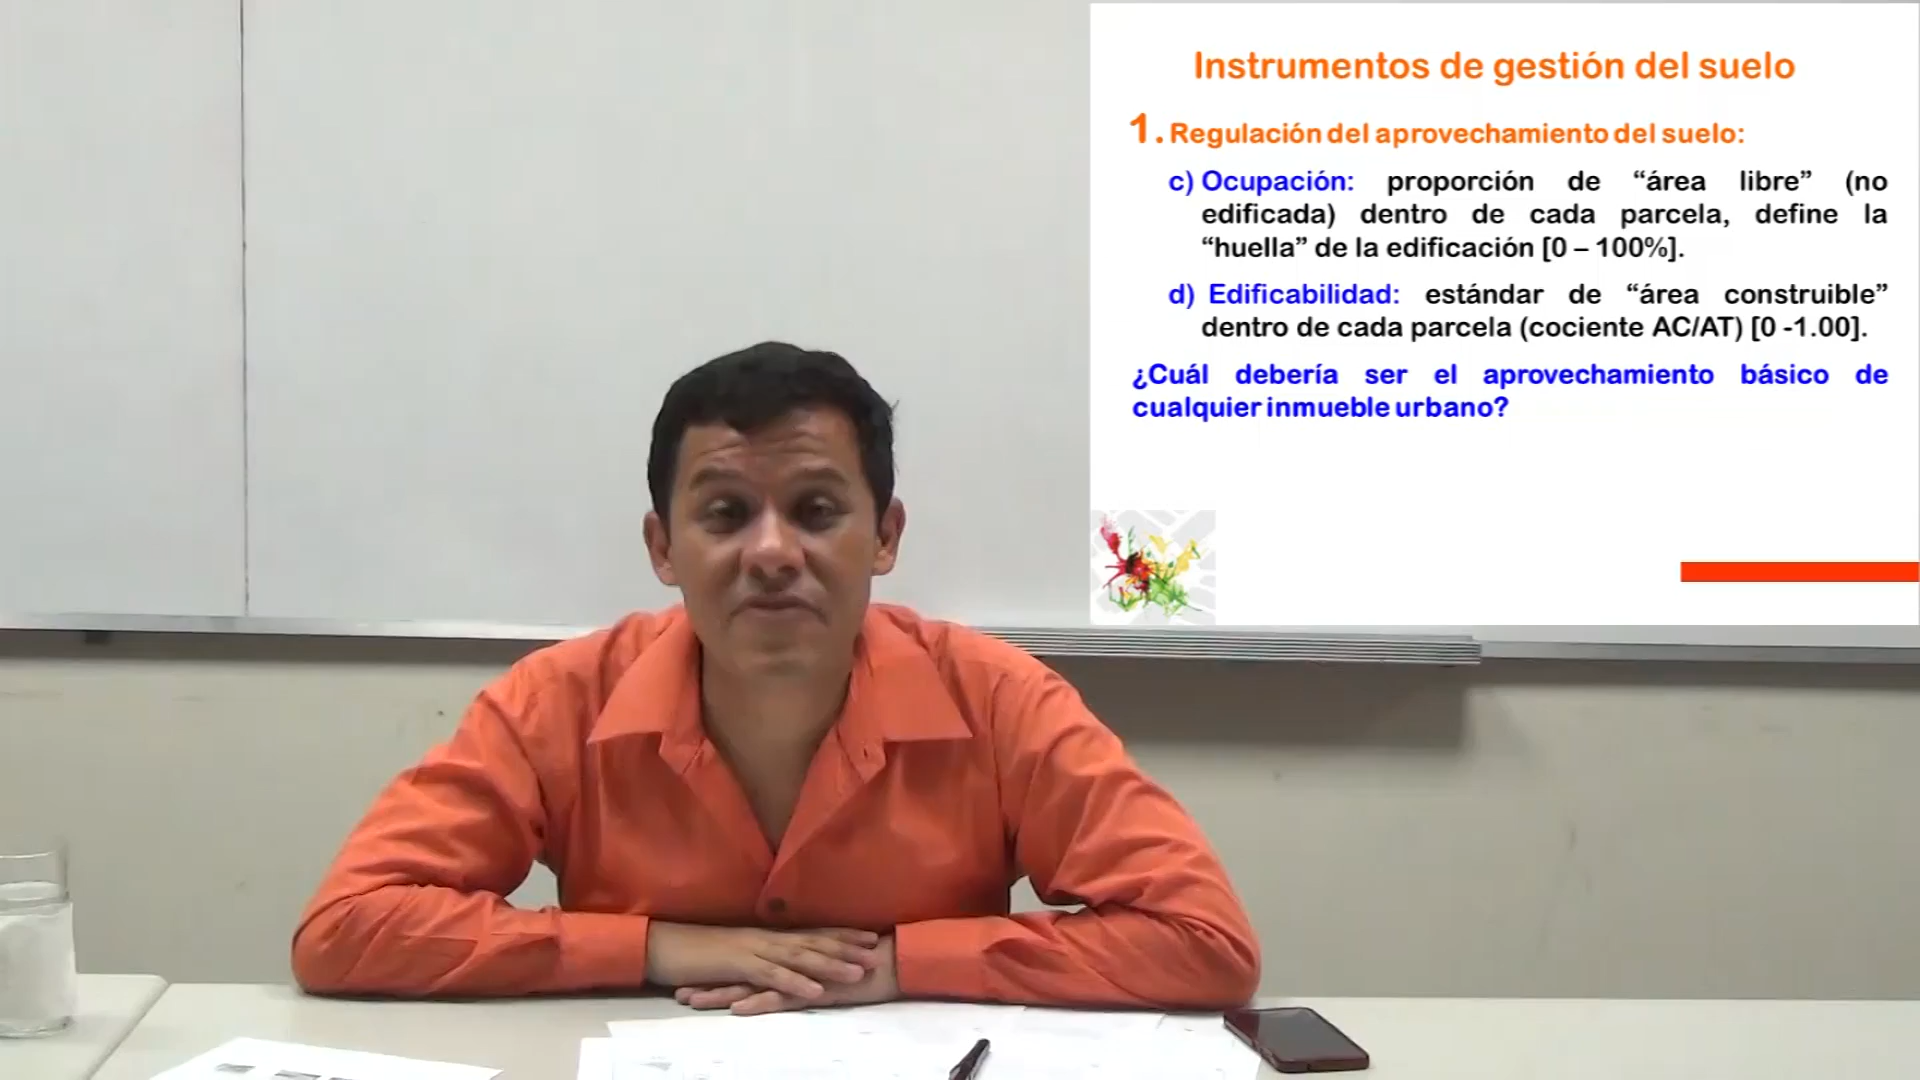 Instrumentos de gestión del suelo
1. Regulación del aprovechamiento del suelo:
c) Ocupación: proporción de “área libre” (no
edificada) dentro de cada parcela, define la
“huella” de la edificación [0 – 100%].
d) Edificabilidad: estándar de “área construible”
dentro de cada parcela (cociente AC/AT) [0 -1.00].
¿Cuál debería ser el aprovechamiento básico de
cualquier inmueble urbano?